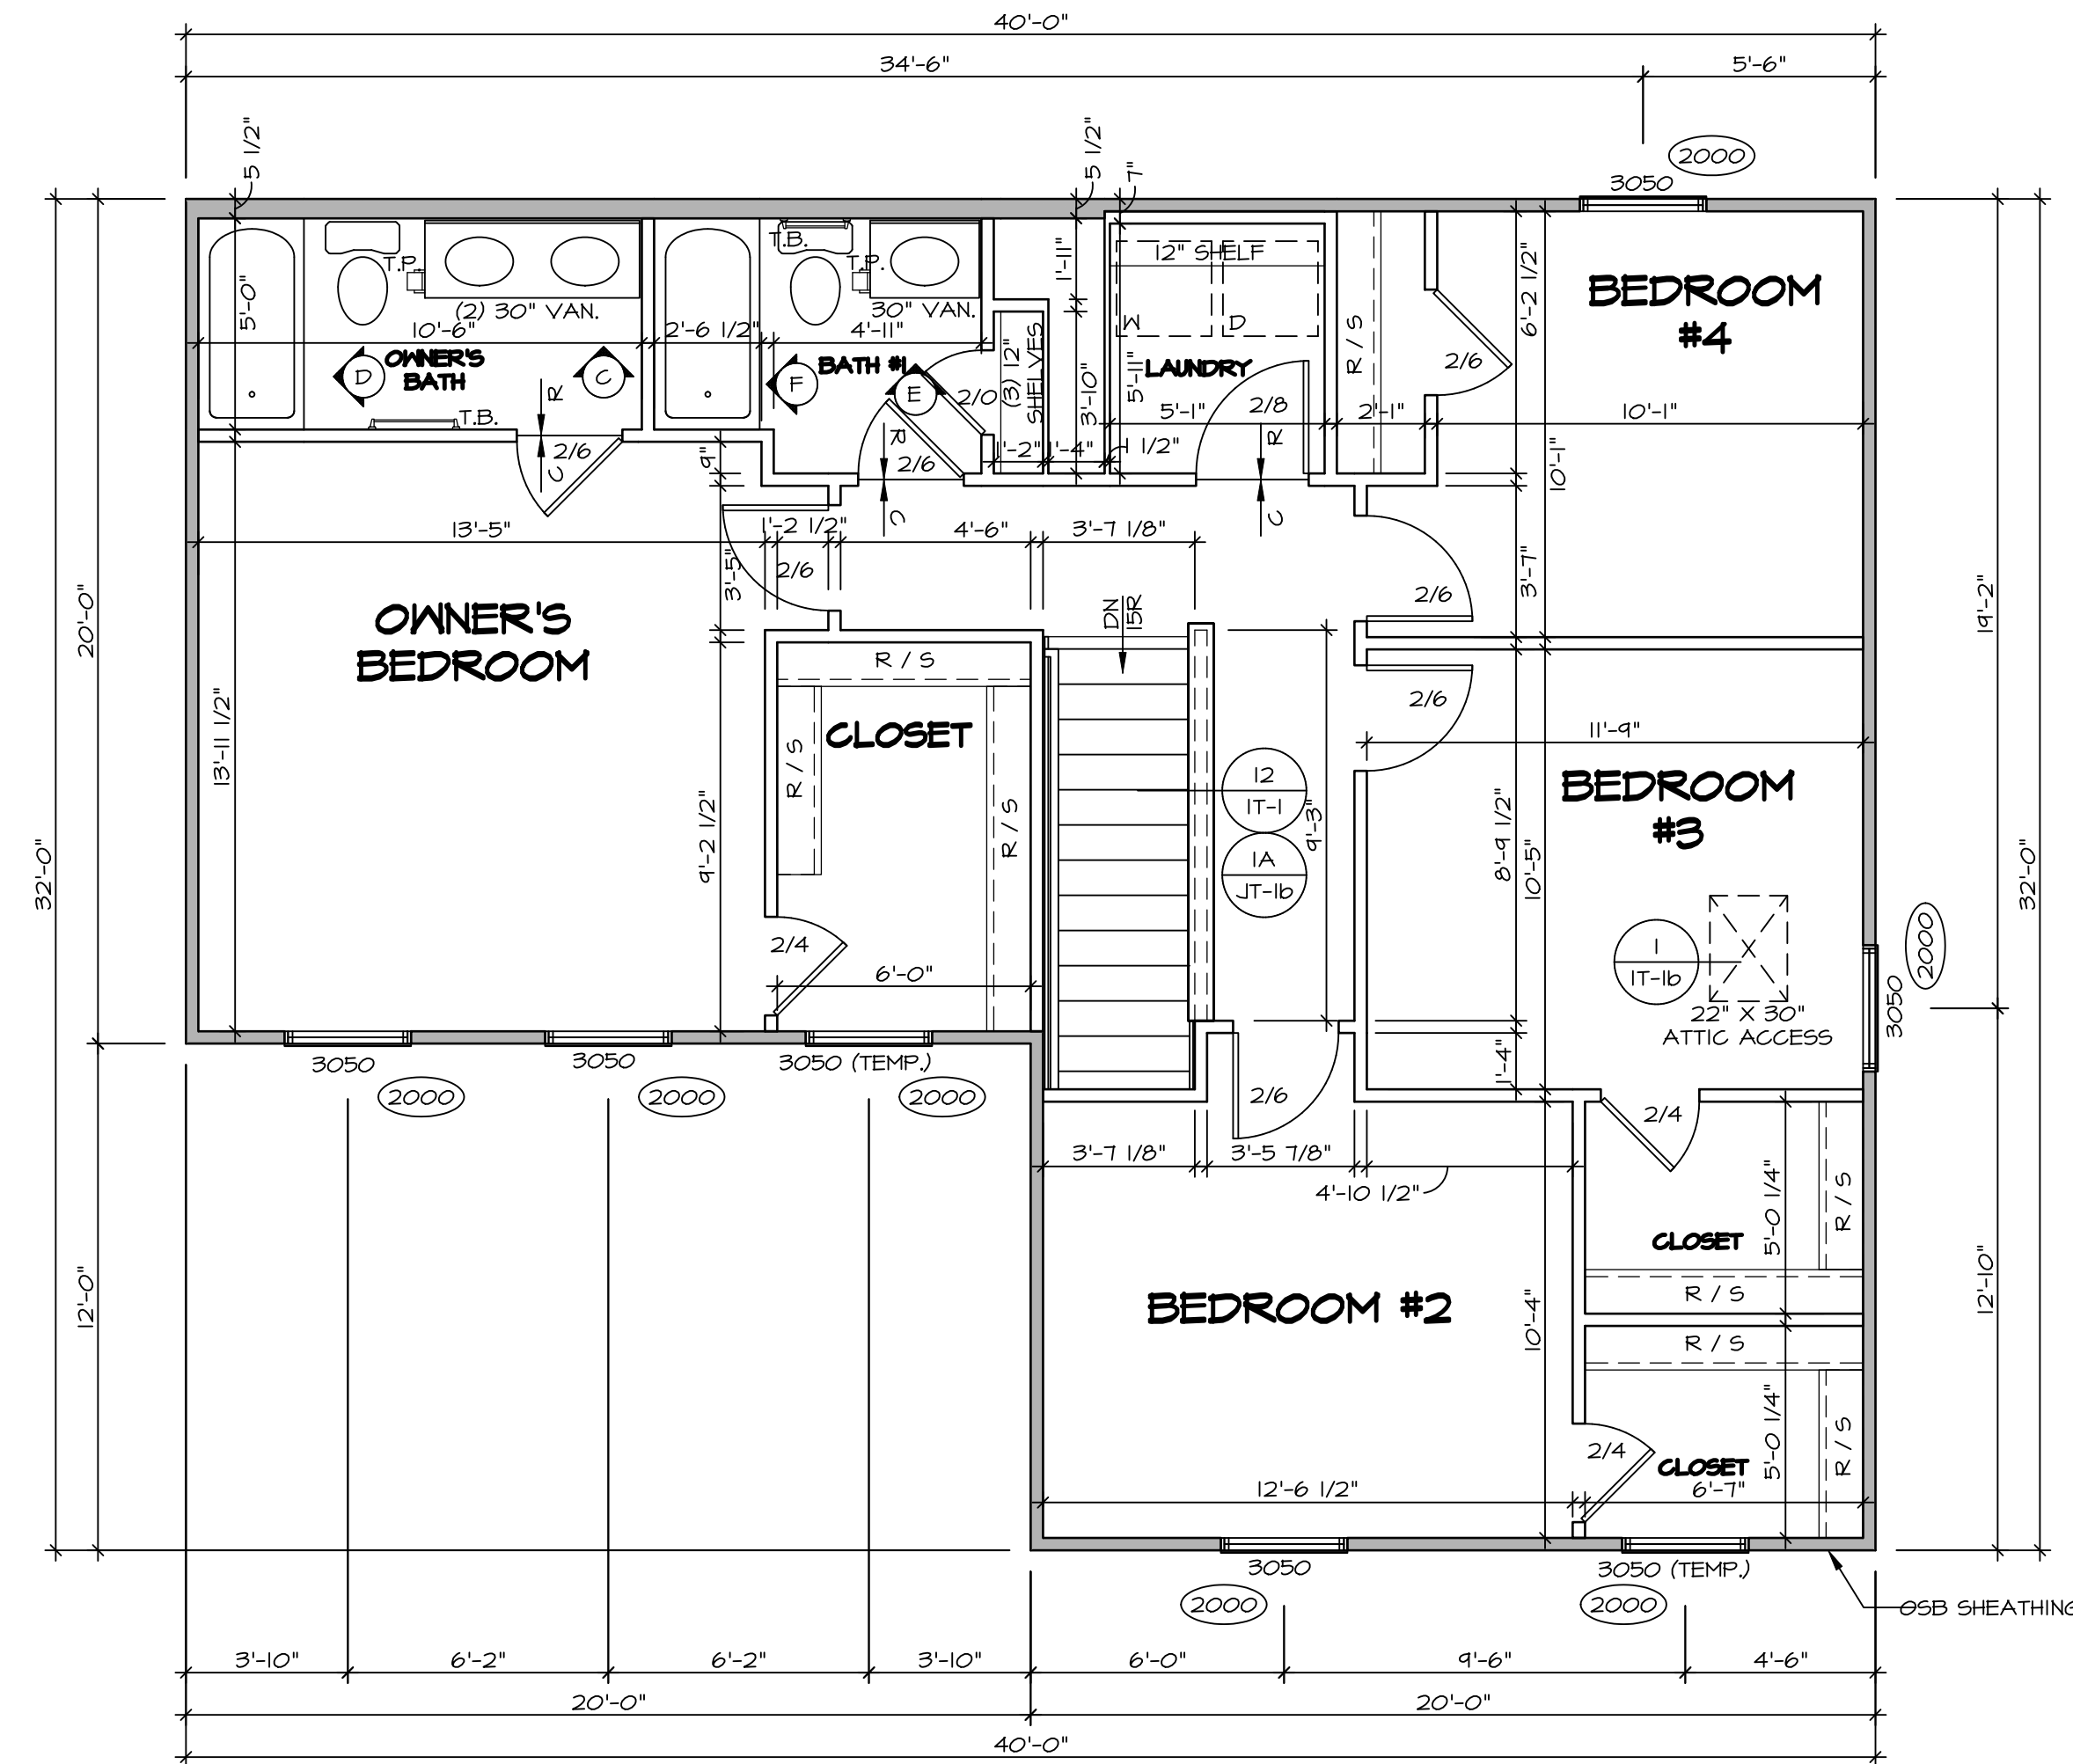 40'-0"
34'-6"
5'-6"
5 1/2"
5 1/2"
7"
2000
3050
T.B.
T.P.
T.P.
12" SHELF
1'-11"
6'-2 1/2"
BEDROOM
#4
5'-0"
(2) 30" VAN.
30" VAN.
W
D
10'-6"
2'-6 1/2"
4'-11"
R / S
OWNER'S
BATH
D
C
BATH #1
F
E
2/0
(3) 12"
SHELVES
3'-10"
5'-11"
LAUNDRY
2/6
T.B.
R
5'-1"
2/8
2'-1"
10'-1"
2/6
C
9"
R
2/6
1'-2"
1'-4"
1 1/2"
R
10'-1"
13'-5"
1'-2 1/2"
C
4'-6"
3'-7 1/8"
C
3'-5"
2/6
3'-7"
2/6
20'-0"
19'-2"
OWNER'S
BEDROOM
DN
15R
R / S
2/6
13'-11 1/2"
CLOSET
11'-9"
R / S
R / S
12
IT-1
9'-3"
BEDROOM
#3
9'-2 1/2"
8'-9 1/2"
10'-5"
1A
JT-1b
32'-0"
32'-0"
2/4
6'-0"
1
IT-1b
X
2000
3050
22" X 30"
ATTIC ACCESS
3050
3050
3050 (TEMP.)
1'-4"
2000
2000
2000
2/6
2/4
3'-7 1/8"
3'-5 7/8"
4'-10 1/2"
5'-0 1/4"
R / S
CLOSET
12'-0"
12'-10"
BEDROOM #2
10'-4"
R / S
R / S
2/4
5'-0 1/4"
R / S
CLOSET
12'-6 1/2"
6'-7"
3050
3050 (TEMP.)
2000
2000
OSB SHEATHING
3'-10"
6'-2"
6'-2"
3'-10"
6'-0"
9'-6"
4'-6"
20'-0"
20'-0"
40'-0"